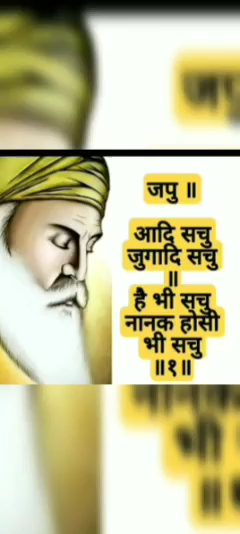 जपु ॥
आदि सचु
जुगादि सचु
॥
है भी सचु
नानक होसी
भी सचु
॥१॥